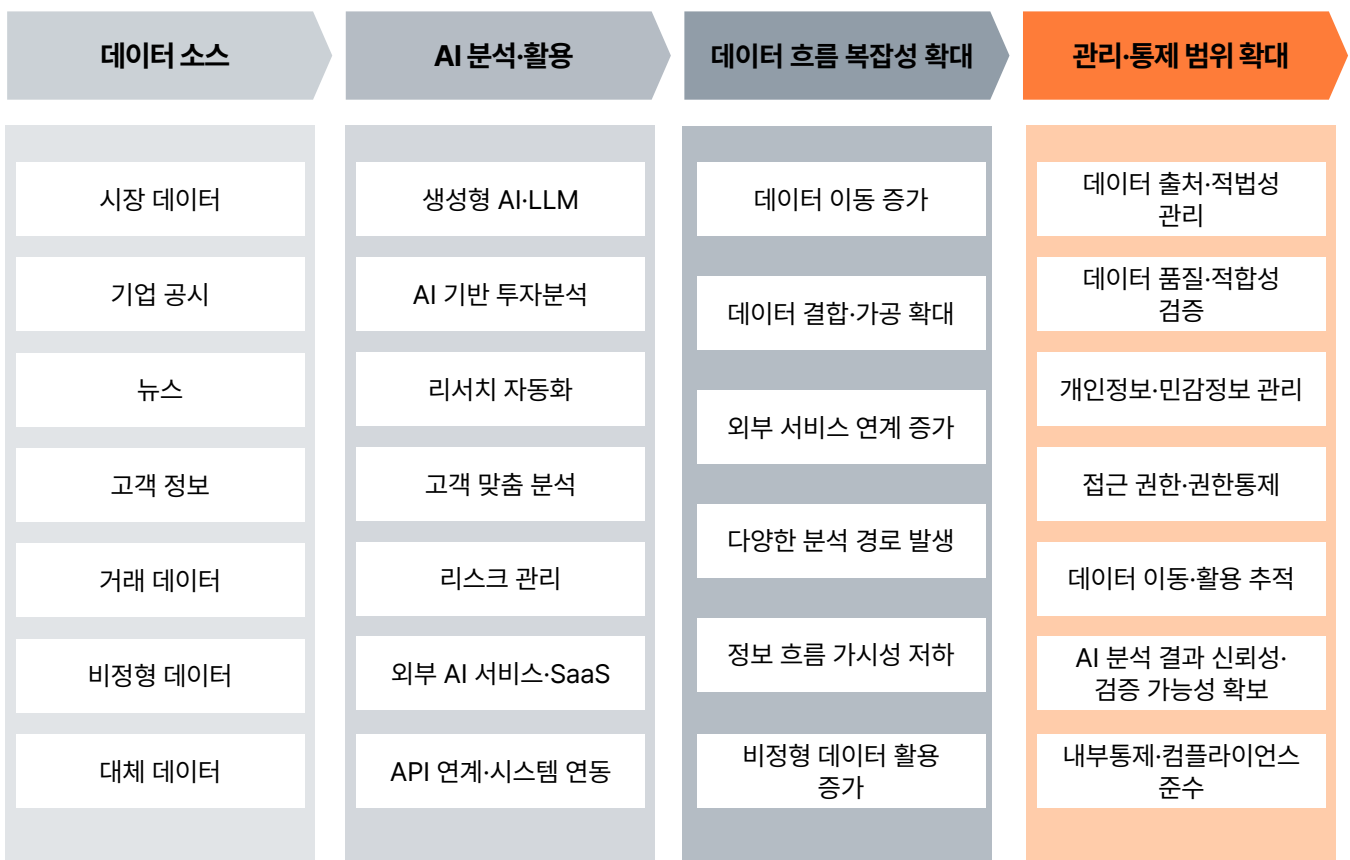 데이터 소스
AI 분석·활용
데이터 흐름 복잡성 확대
관리·통제 범위 확대
시장 데이터
기업 공시
뉴스
고객 정보
거래 데이터
비정형 데이터
대체 데이터
생성형 AI·LLM
AI 기반 투자분석
리서치 자동화
고객 맞춤 분석
리스크 관리
외부 AI 서비스·SaaS
API 연계·시스템 연동
데이터 이동 증가
데이터 결합·가공 확대
외부 서비스 연계 증가
다양한 분석 경로 발생
정보 흐름 가시성 저하
비정형 데이터 활용
증가
데이터 출처·적법성
관리
데이터 품질·적합성
검증
개인정보·민감정보 관리
접근 권한·권한통제
데이터 이동·활용 추적
AI 분석 결과 신뢰성·
검증 가능성 확보
내부통제·컴플라이언스
준수